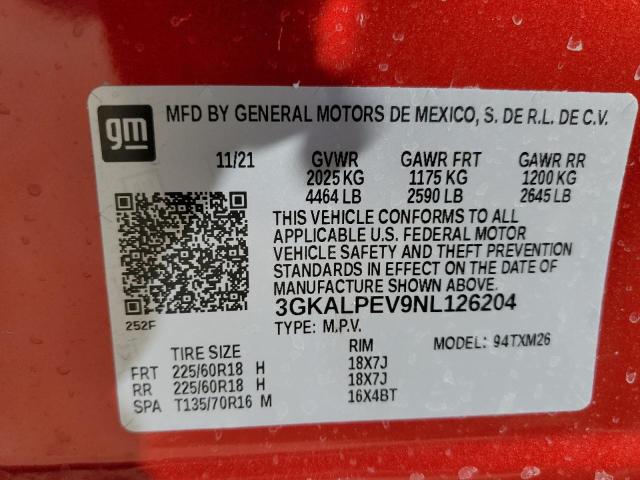 gm
MFD BY GENERAL MOTORS DE MEXICO, S. DE R.L. DE C.V.
11/21 GVWR GAWR FRT GAWR RR
2025 KG 1175 KG 1200 KG
4464 LB 2590 LB 2645 LB
THIS VEHICLE CONFORMS TO ALL
APPLICABLE U.S. FEDERAL MOTOR
VEHICLE SAFETY AND THEFT PREVENTION
STANDARDS IN EFFECT ON THE DATE OF
MANUFACTURE SHOWN ABOVE.
252F 3GKALPEV9NL126204
TYPE: M.P.V. MODEL: 94TXM26
TIRE SIZE RIM
FRT 225/60R18 H 18X7J
RR 225/60R18 H 18X7J
SPA T135/70R16 M 16X4BT